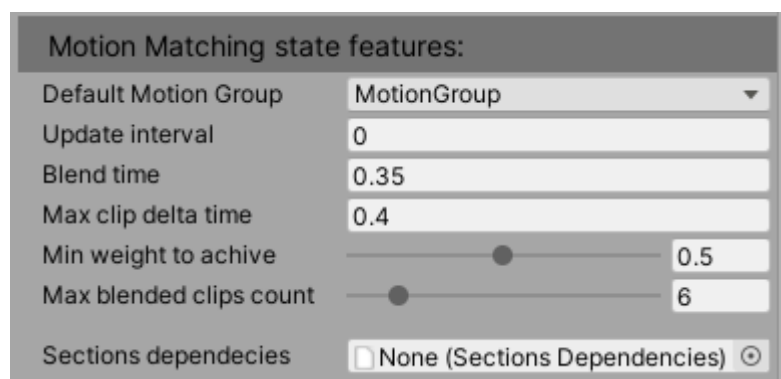 Motion Matching state features:
Default Motion Group MotionGroup
Update interval 0
Blend time 0.35
Max clip delta time 0.4
Min weight to achive 0.5
Max blended clips count 6
Sections dependecies None (Sections Dependencies)